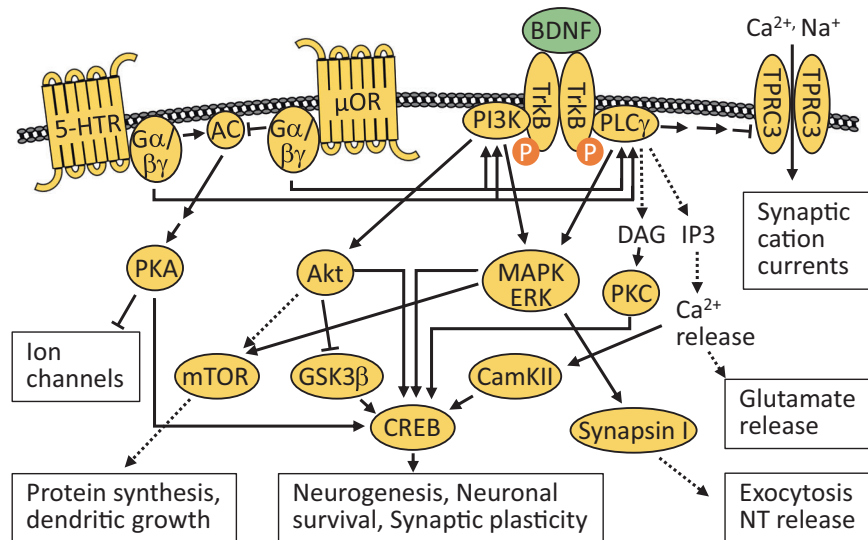 BDNF
Ca²⁺, Na⁺
5-HTR
Gα/
βγ
AC
Gα/
βγ
μOR
PI3K
TrkB
TrkB
PLCγ
P
P
TPRC3
TPRC3
Synaptic
cation
currents
DAG
IP3
PKA
Akt
MAPK
ERK
PKC
Ca²⁺
release
Ion
channels
mTOR
GSK3β
CamKII
CREB
Synapsin I
Glutamate
release
Protein synthesis,
dendritic growth
Neurogenesis, Neuronal
survival, Synaptic plasticity
Exocytosis
NT release